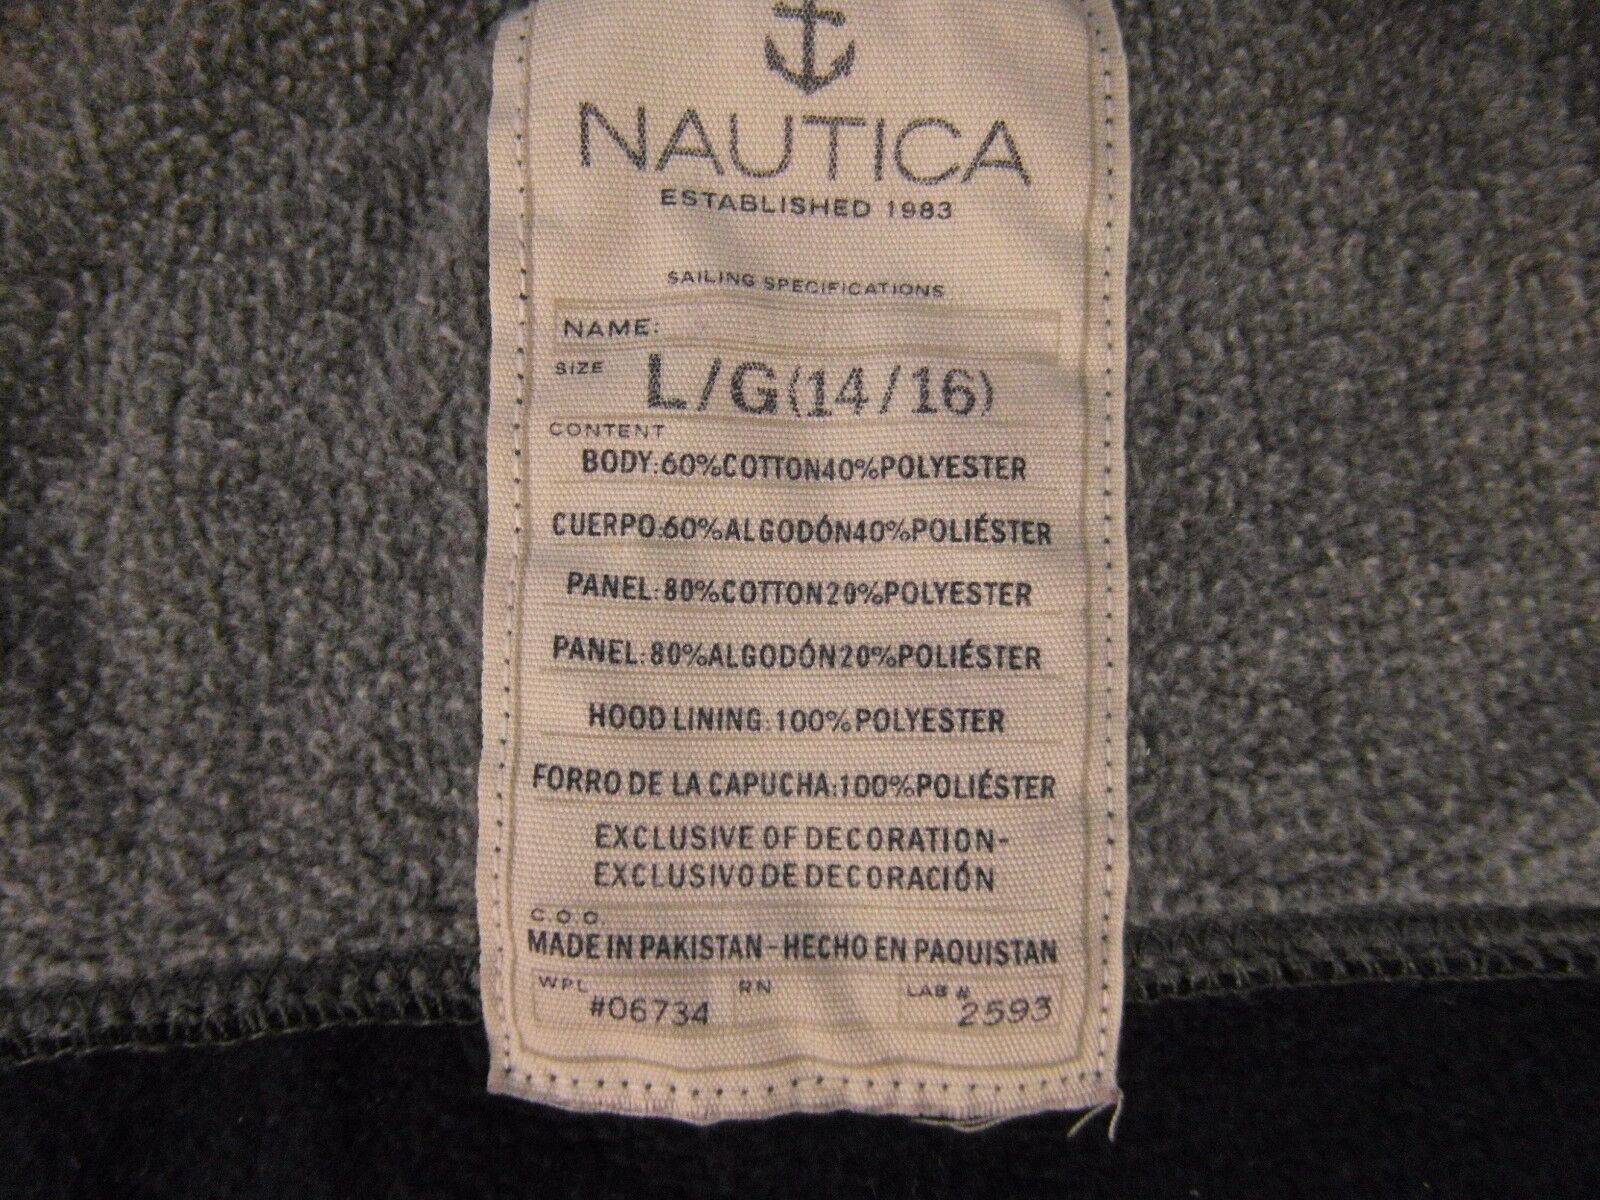 NAUTICA
ESTABLISHED 1983
SAILING SPECIFICATIONS
NAME:
SIZE L/G(14/16)
CONTENT
BODY:60%COTTON40%POLYESTER
CUERPO:60%ALGODÓN40%POLIÉSTER
PANEL:80%COTTON20%POLYESTER
PANEL:80%ALGODÓN20%POLIÉSTER
HOOD LINING:100%POLYESTER
FORRO DE LA CAPUCHA:100%POLIÉSTER
EXCLUSIVE OF DECORATION-
EXCLUSIVO DE DECORACIÓN
C.O.O.
MADE IN PAKISTAN-HECHO EN PAQUISTAN
WPL #06734 RN LAB # 2593